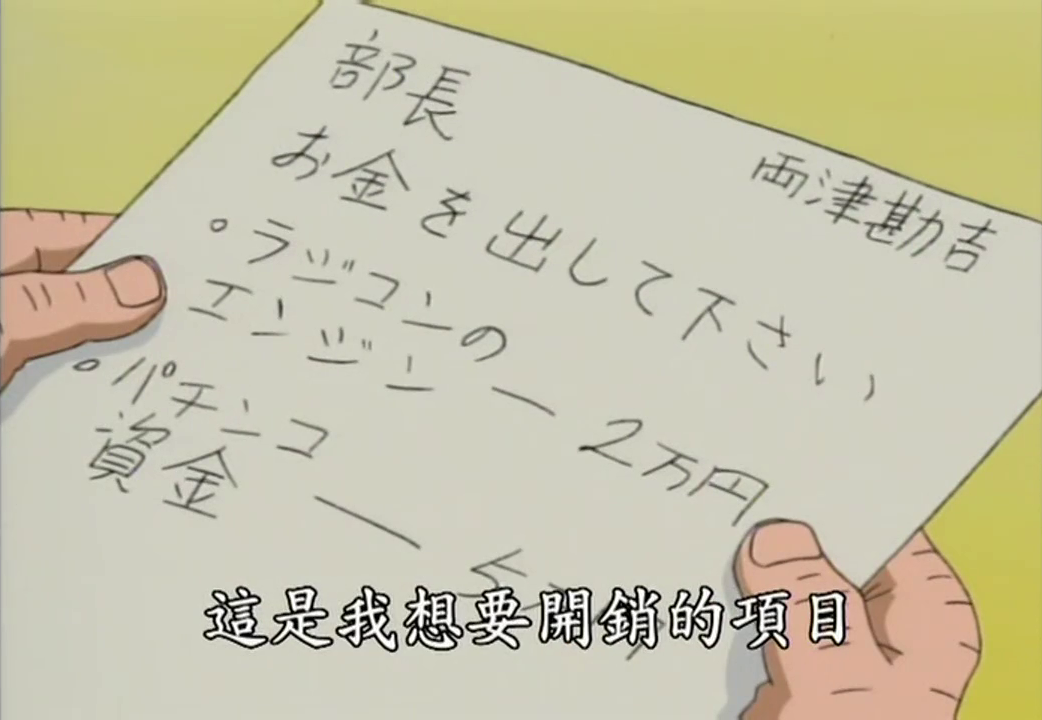 部長
両津勘吉
お金を出して下さい
・ラジコンの
エンジン ー 2万円
・パチンコ
資金 ー 5
這是我想要開銷的項目